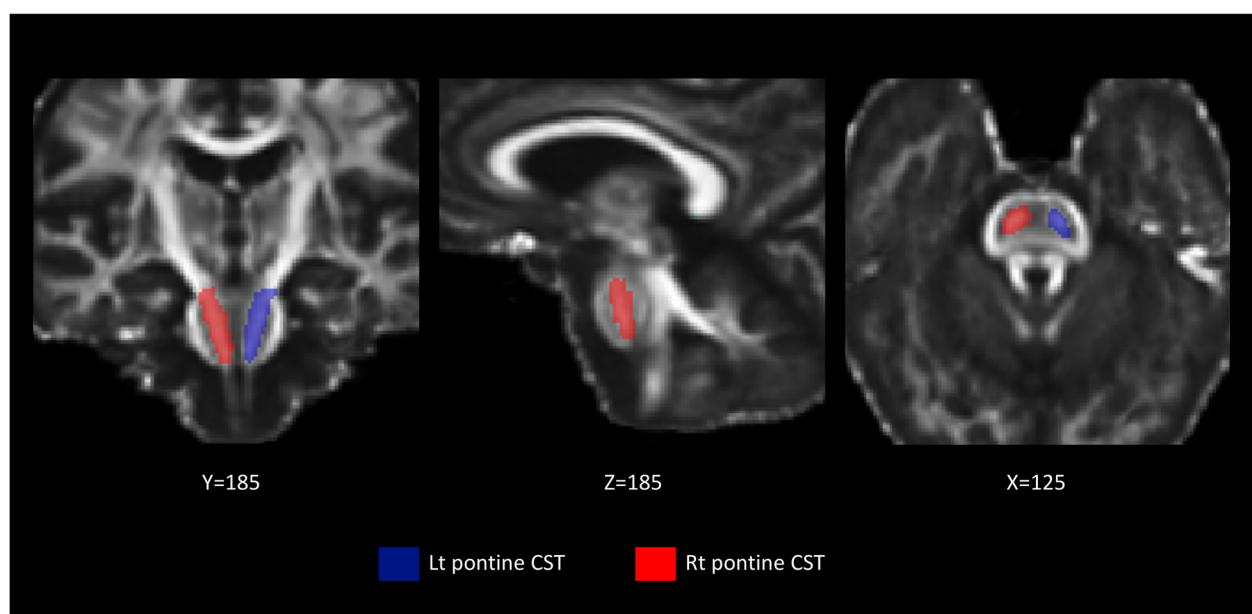 Y=185
Z=185
X=125
Lt pontine CST
Rt pontine CST